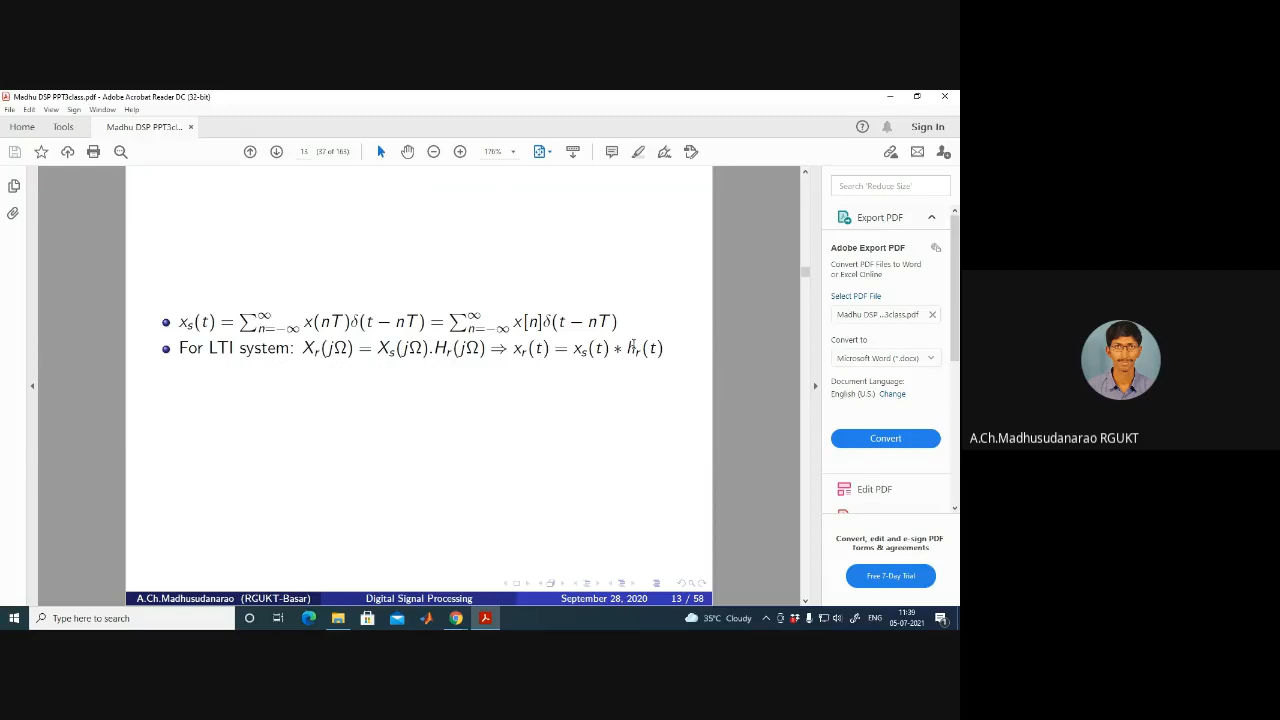 Madhu DSP PPT3class.pdf - Adobe Acrobat Reader DC (32-bit)
File Edit View Sign Window Help
Home Tools Madhu DSP PPT3cl... × Sign In
13 (37 of 163) 176%
Search 'Reduce Size'
Export PDF
Adobe Export PDF
Convert PDF Files to Word
or Excel Online
Select PDF File
Madhu DSP ...3class.pdf
Convert to
Microsoft Word (*.docx)
Document Language:
English (U.S.) Change
Convert
Edit PDF
Convert, edit and e-sign PDF
forms & agreements
Free 7-Day Trial
x_s(t) = ∑_{n=−∞}^{∞} x(nT)δ(t − nT) = ∑_{n=−∞}^{∞} x[n]δ(t − nT)
For LTI system: X_r(jΩ) = X_s(jΩ).H_r(jΩ) ⇒ x_r(t) = x_s(t) ∗ h_r(t)
A.Ch.Madhusudanarao (RGUKT-Basar) Digital Signal Processing September 28, 2020 13 / 58
Type here to search 35°C Cloudy ENG 11:39
05-07-2021
A.Ch.Madhusudanarao RGUKT